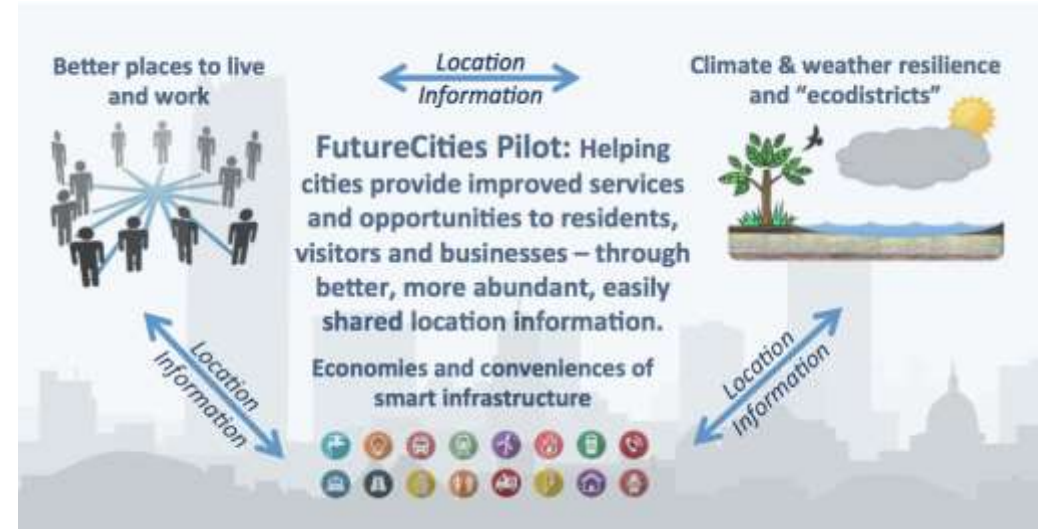 Better places to live
and work
Location
Information
Climate & weather resilience
and “ecodistricts”
FutureCities Pilot: Helping
cities provide improved services
and opportunities to residents,
visitors and businesses – through
better, more abundant, easily
shared location information.
Location
Information
Economies and conveniences of
smart infrastructure
Location
Information